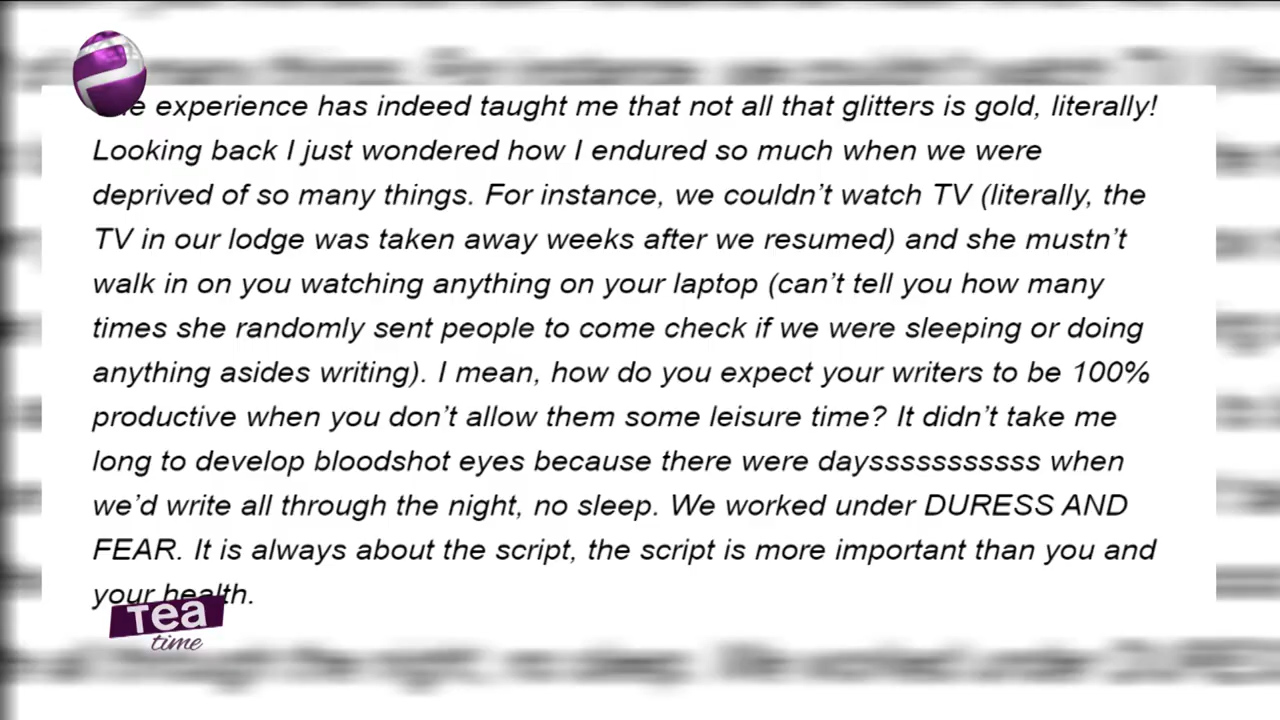 experience has indeed taught me that not all that glitters is gold, literally!
Looking back I just wondered how I endured so much when we were
deprived of so many things. For instance, we couldn't watch TV (literally, the
TV in our lodge was taken away weeks after we resumed) and she mustn't
walk in on you watching anything on your laptop (can't tell you how many
times she randomly sent people to come check if we were sleeping or doing
anything asides writing). I mean, how do you expect your writers to be 100%
productive when you don't allow them some leisure time? It didn't take me
long to develop bloodshot eyes because there were dayssssssssssss when
we'd write all through the night, no sleep. We worked under DURESS AND
FEAR. It is always about the script, the script is more important than you and
your health.
Tea
time